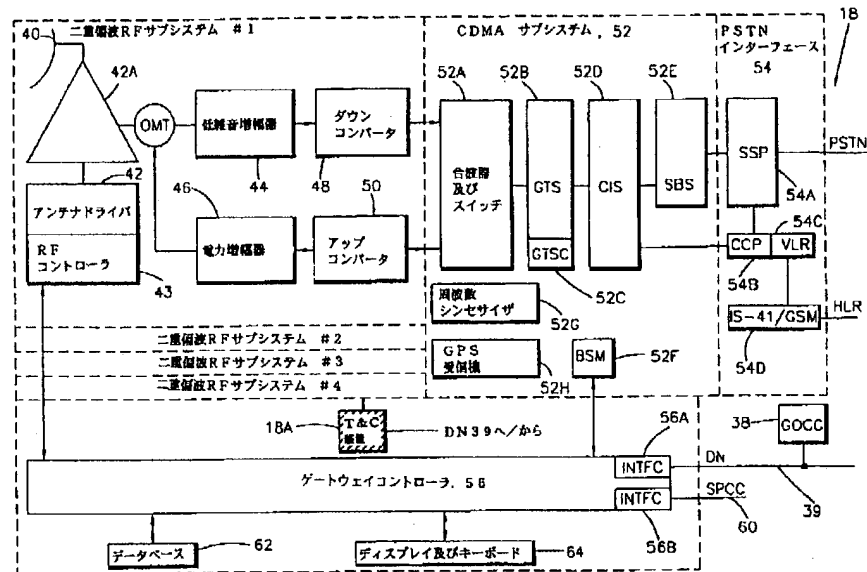 二重偏波RFサブシステム #1
CDMA サブシステム, 52
PSTN
インターフェース
54
18
40
42A
52A
52B
52D
52E
OMT
低雑音増幅器
ダウン
コンバータ
合波器
及び
スイッチ
GTS
CIS
SBS
SSP
PSTN
42
44
48
54A
46
50
アンテナドライバ
RF
コントローラ
電力増幅器
アップ
コンバータ
GTSC
54C
CCP
VLR
43
52C
54B
周波数
シンセサイザ
52G
IS-41/GSM
HLR
二重偏波RFサブシステム #2
GPS
受信機
BSM
52F
54D
二重偏波RFサブシステム #3
52H
二重偏波RFサブシステム #4
18A
T&C
DN39へ/から
56A
38
GOCC
ゲートウェイコントローラ, 56
INTFC
DN
INTFC
SPCC
39
60
56B
データベース
62
ディスプレイ及びキーボード
64